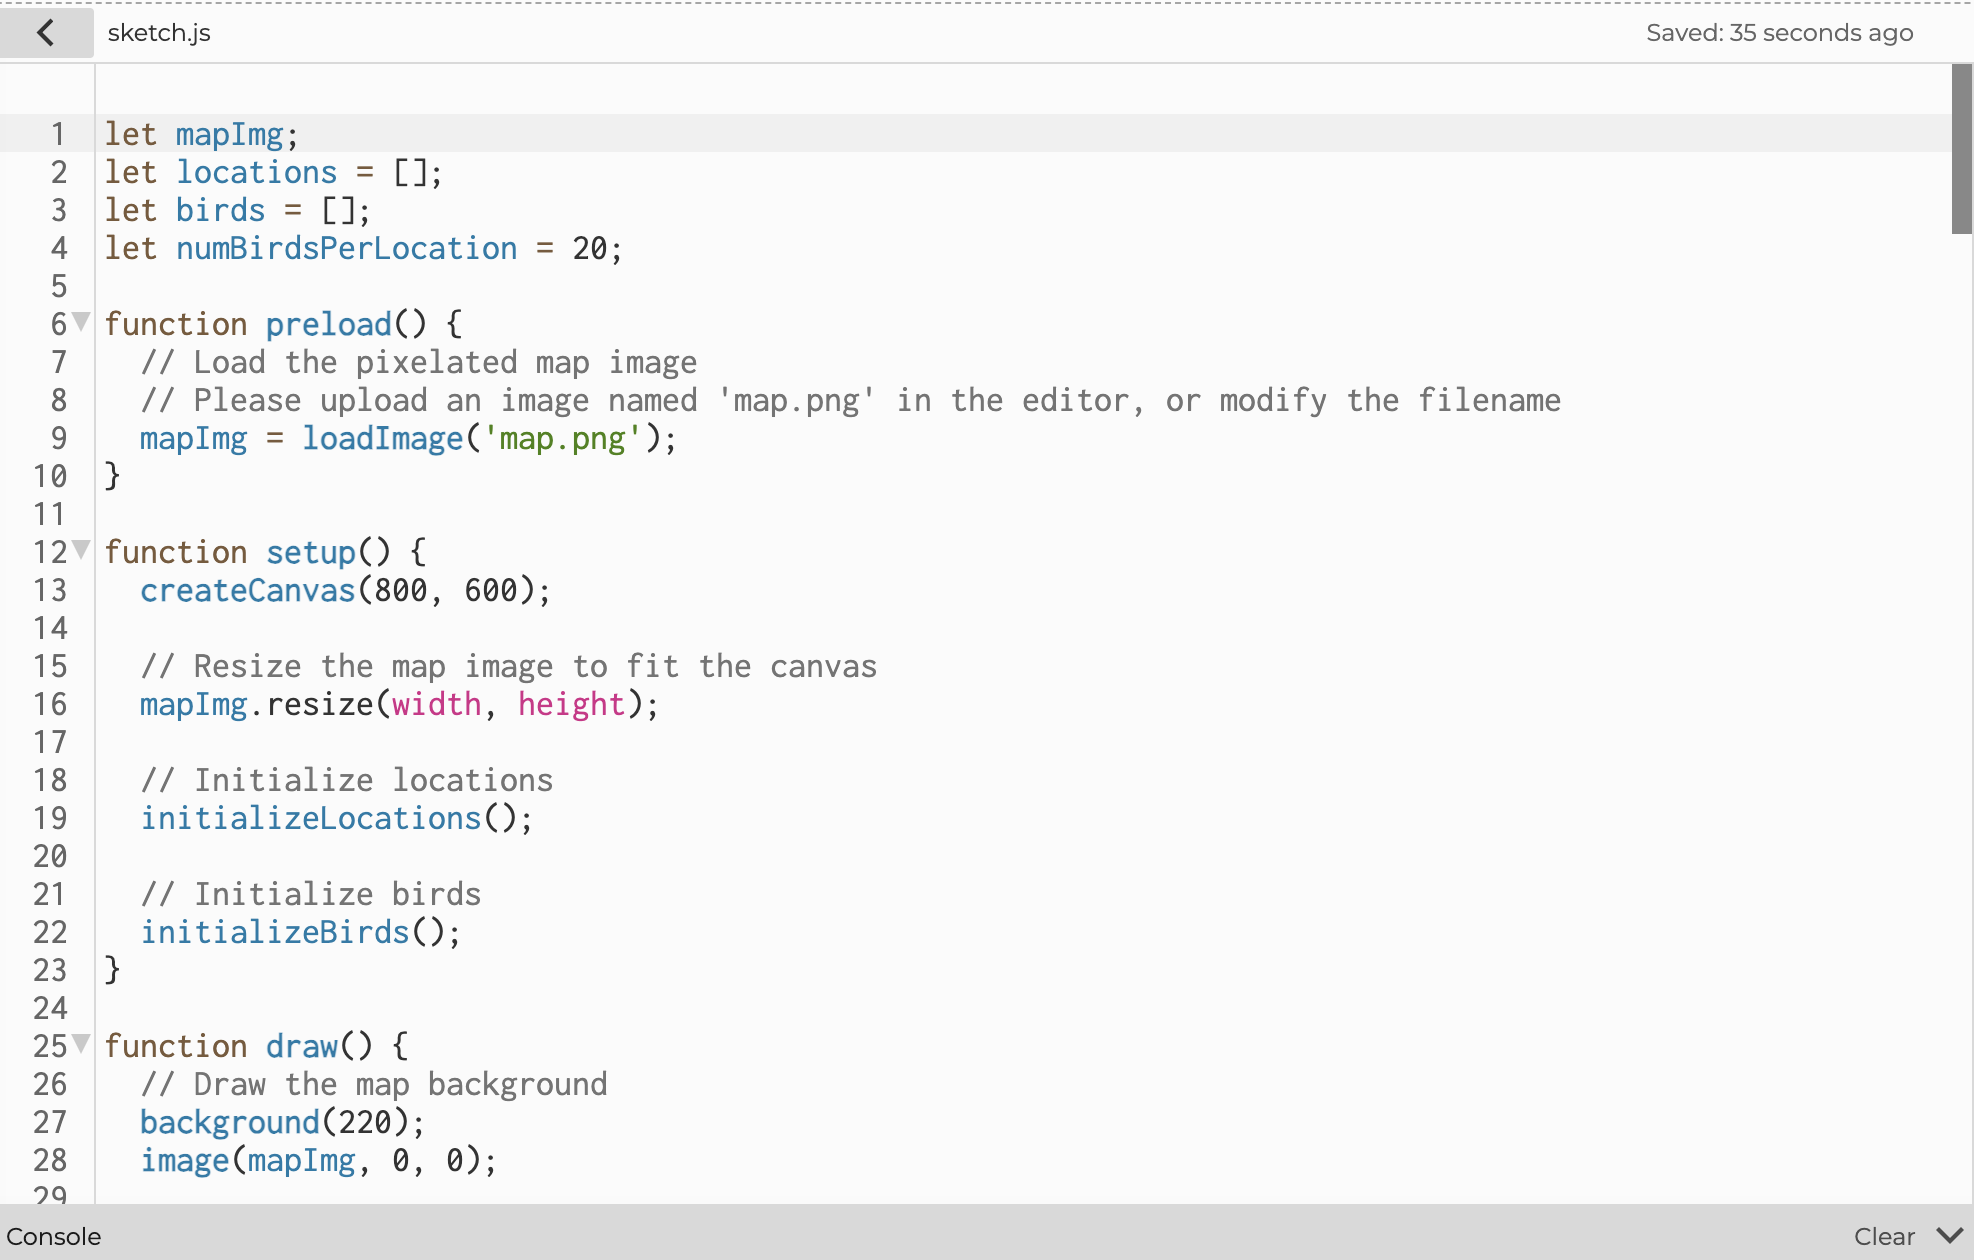 sketch.js Saved: 35 seconds ago
1 let mapImg;
2 let locations = [];
3 let birds = [];
4 let numBirdsPerLocation = 20;
5
6 function preload() {
7   // Load the pixelated map image
8   // Please upload an image named 'map.png' in the editor, or modify the filename
9   mapImg = loadImage('map.png');
10 }
11
12 function setup() {
13   createCanvas(800, 600);
14
15   // Resize the map image to fit the canvas
16   mapImg.resize(width, height);
17
18   // Initialize locations
19   initializeLocations();
20
21   // Initialize birds
22   initializeBirds();
23 }
24
25 function draw() {
26   // Draw the map background
27   background(220);
28   image(mapImg, 0, 0);
29
Console Clear